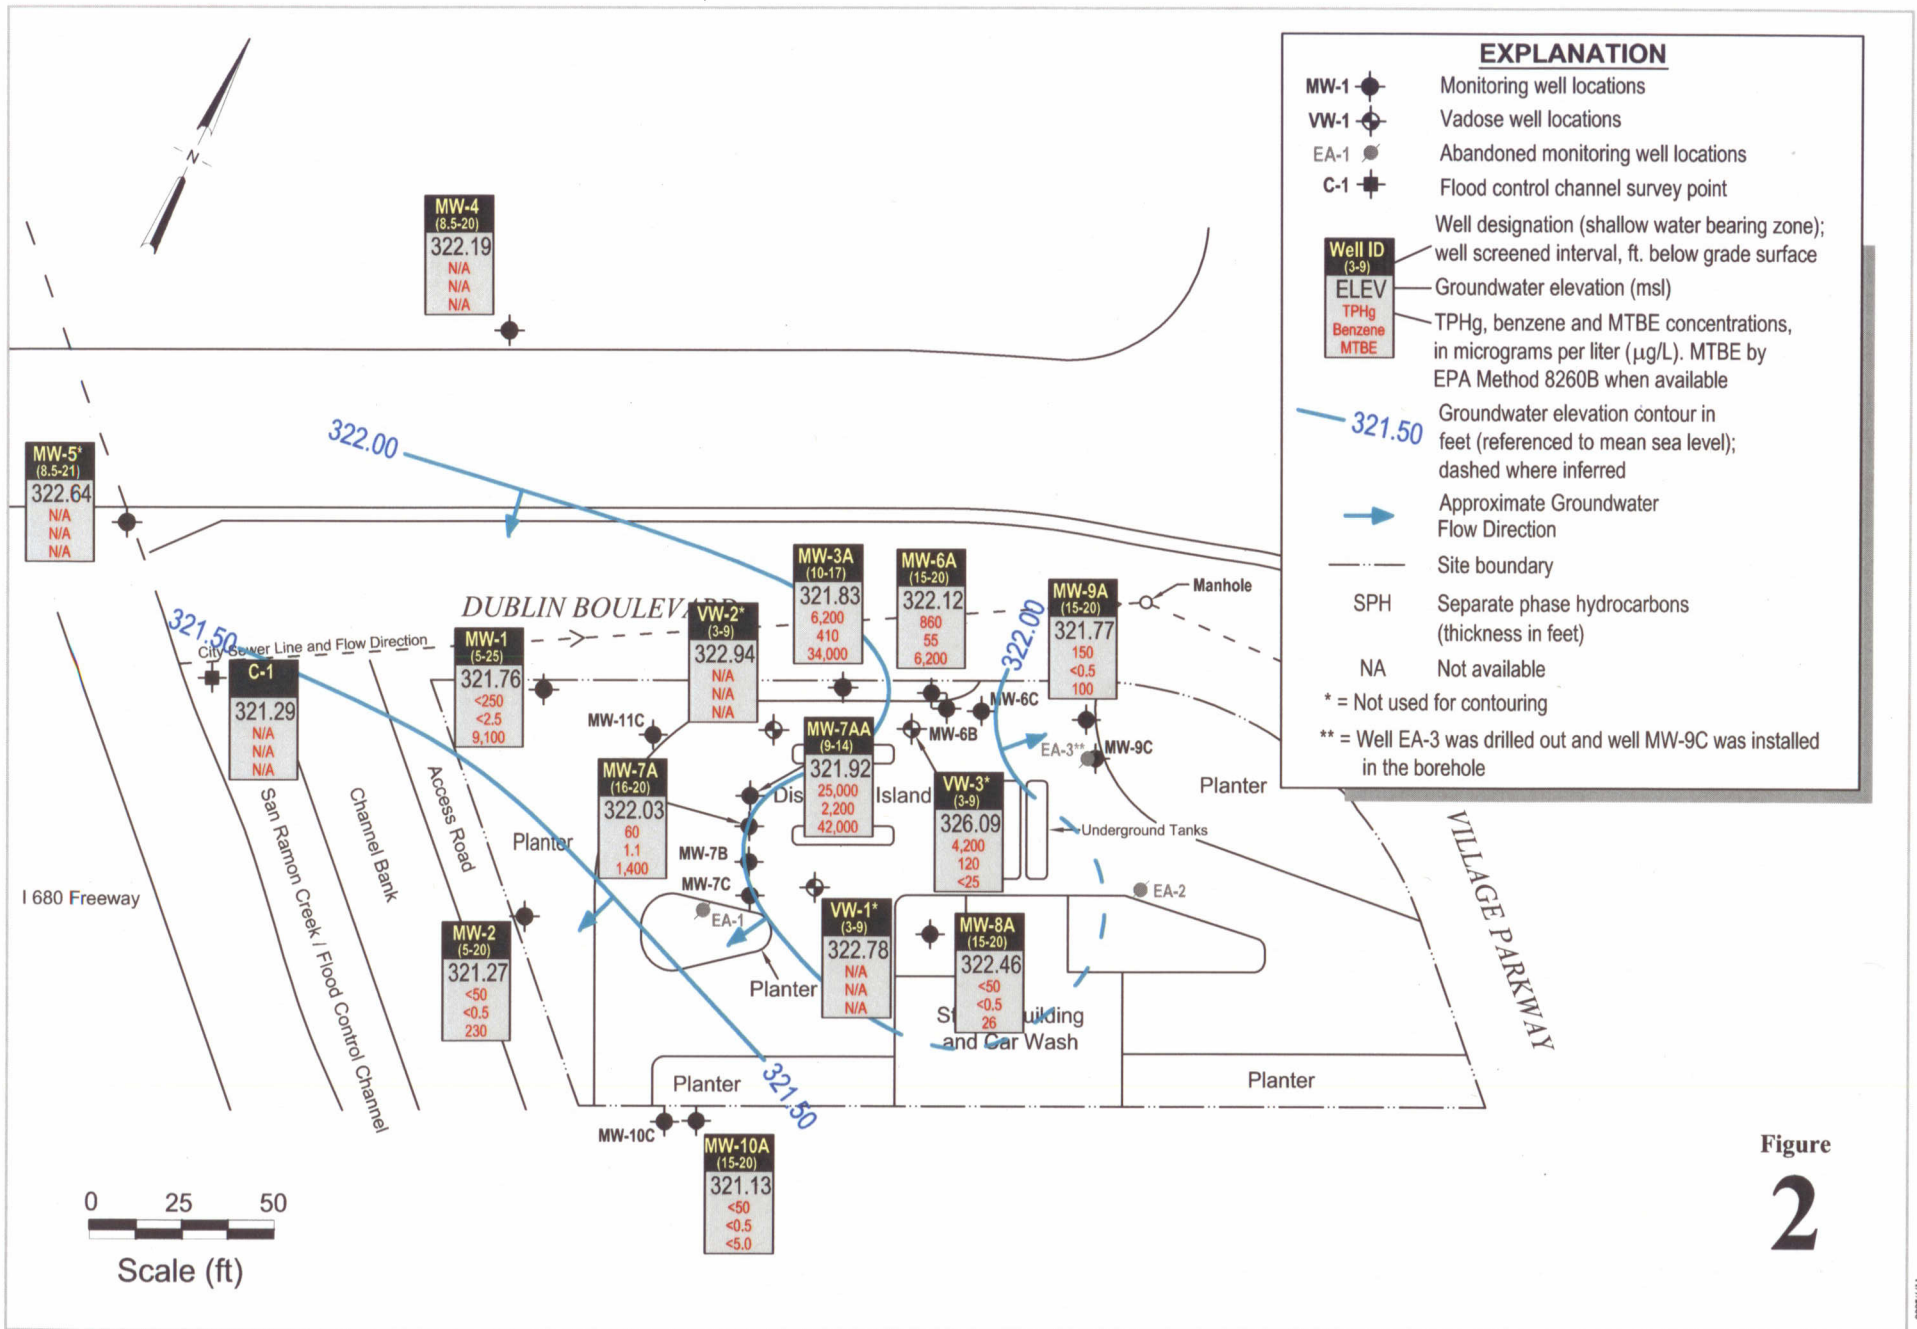 EXPLANATION
MW-1
Monitoring well locations
VW-1
Vadose well locations
EA-1
Abandoned monitoring well locations
C-1
Flood control channel survey point
Well ID
(3-9)
ELEV
TPHg
Benzene
MTBE
Well designation (shallow water bearing zone);
well screened interval, ft. below grade surface
Groundwater elevation (msl)
TPHg, benzene and MTBE concentrations,
in micrograms per liter (µg/L). MTBE by
EPA Method 8260B when available
321.50
Groundwater elevation contour in
feet (referenced to mean sea level);
dashed where inferred
Approximate Groundwater
Flow Direction
Site boundary
SPH
Separate phase hydrocarbons
(thickness in feet)
NA
Not available
* = Not used for contouring
** = Well EA-3 was drilled out and well MW-9C was installed
in the borehole
N
MW-4
(8.5-20)
322.19
N/A
N/A
N/A
322.00
MW-5*
(8.5-21)
322.64
N/A
N/A
N/A
321.50
DUBLIN BOULEVARD
City Sewer Line and Flow Direction
C-1
321.29
N/A
N/A
N/A
MW-1
(5-25)
321.76
<250
<2.5
9,100
VW-2*
(3-9)
322.94
N/A
N/A
N/A
MW-3A
(10-17)
321.83
6,200
410
34,000
MW-6A
(15-20)
322.12
860
55
6,200
322.00
MW-9A
(15-20)
321.77
150
<0.5
100
Manhole
MW-11C
MW-6C
MW-6B
EA-3**
MW-9C
MW-7A
(16-20)
322.03
60
1.1
1,400
MW-7AA
(9-14)
321.92
25,000
2,200
42,000
Dis
Island
VW-3*
(3-9)
326.09
4,200
120
<25
Planter
Underground Tanks
Planter
MW-7B
MW-7C
EA-1
EA-2
Access Road
Channel Bank
San Ramon Creek / Flood Control Channel
I 680 Freeway
MW-2
(5-20)
321.27
<50
<0.5
230
VW-1*
(3-9)
322.78
N/A
N/A
N/A
MW-8A
(15-20)
322.46
<50
<0.5
26
Planter
St uilding
and Car Wash
VILLAGE PARKWAY
Planter
321.50
Planter
MW-10C
MW-10A
(15-20)
321.13
<50
<0.5
<5.0
0 25 50
Scale (ft)
Figure
2